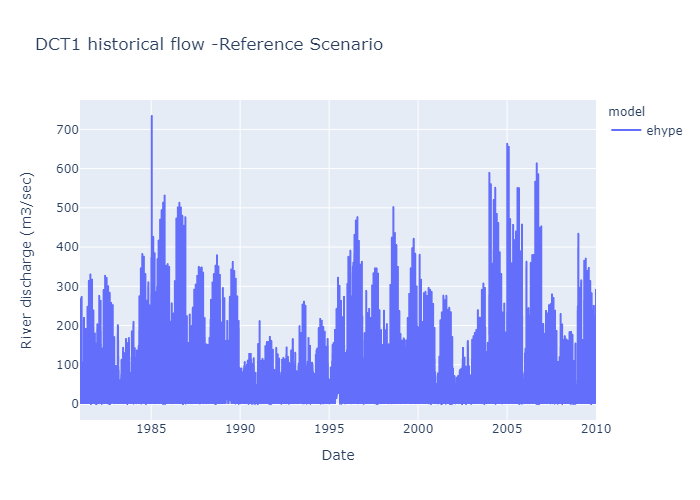 DCT1 historical flow -Reference Scenario
model
ehype
River discharge (m3/sec)
700
600
500
400
300
200
100
0
1985
1990
1995
2000
2005
2010
Date